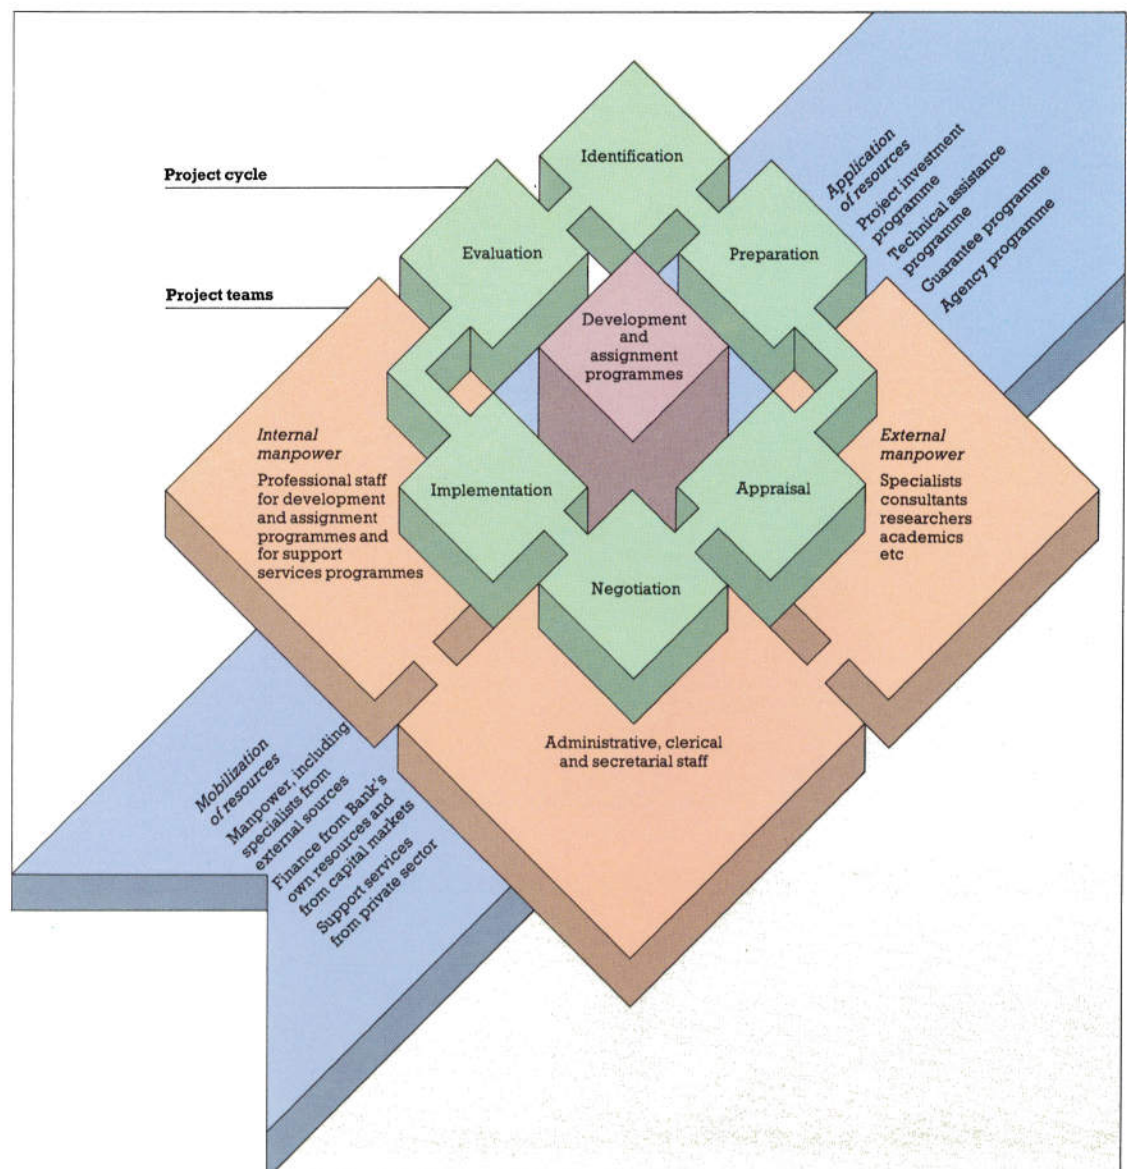 Identification
Project cycle
Evaluation
Preparation
Application
of resources
Project investment
programme
Technical assistance
programme
Guarantee programme
Agency programme
Project teams
Development
and
assignment
programmes
Internal
manpower
Professional staff
for development
and assignment
programmes and
for support
services programmes
Implementation
Appraisal
External
manpower
Specialists
consultants
researchers
academics
etc
Negotiation
Administrative, clerical
and secretarial staff
Mobilization
of resources
Manpower, including
specialists from
external sources
Finance from Bank's
own resources and
from capital markets
Support services
from private sector